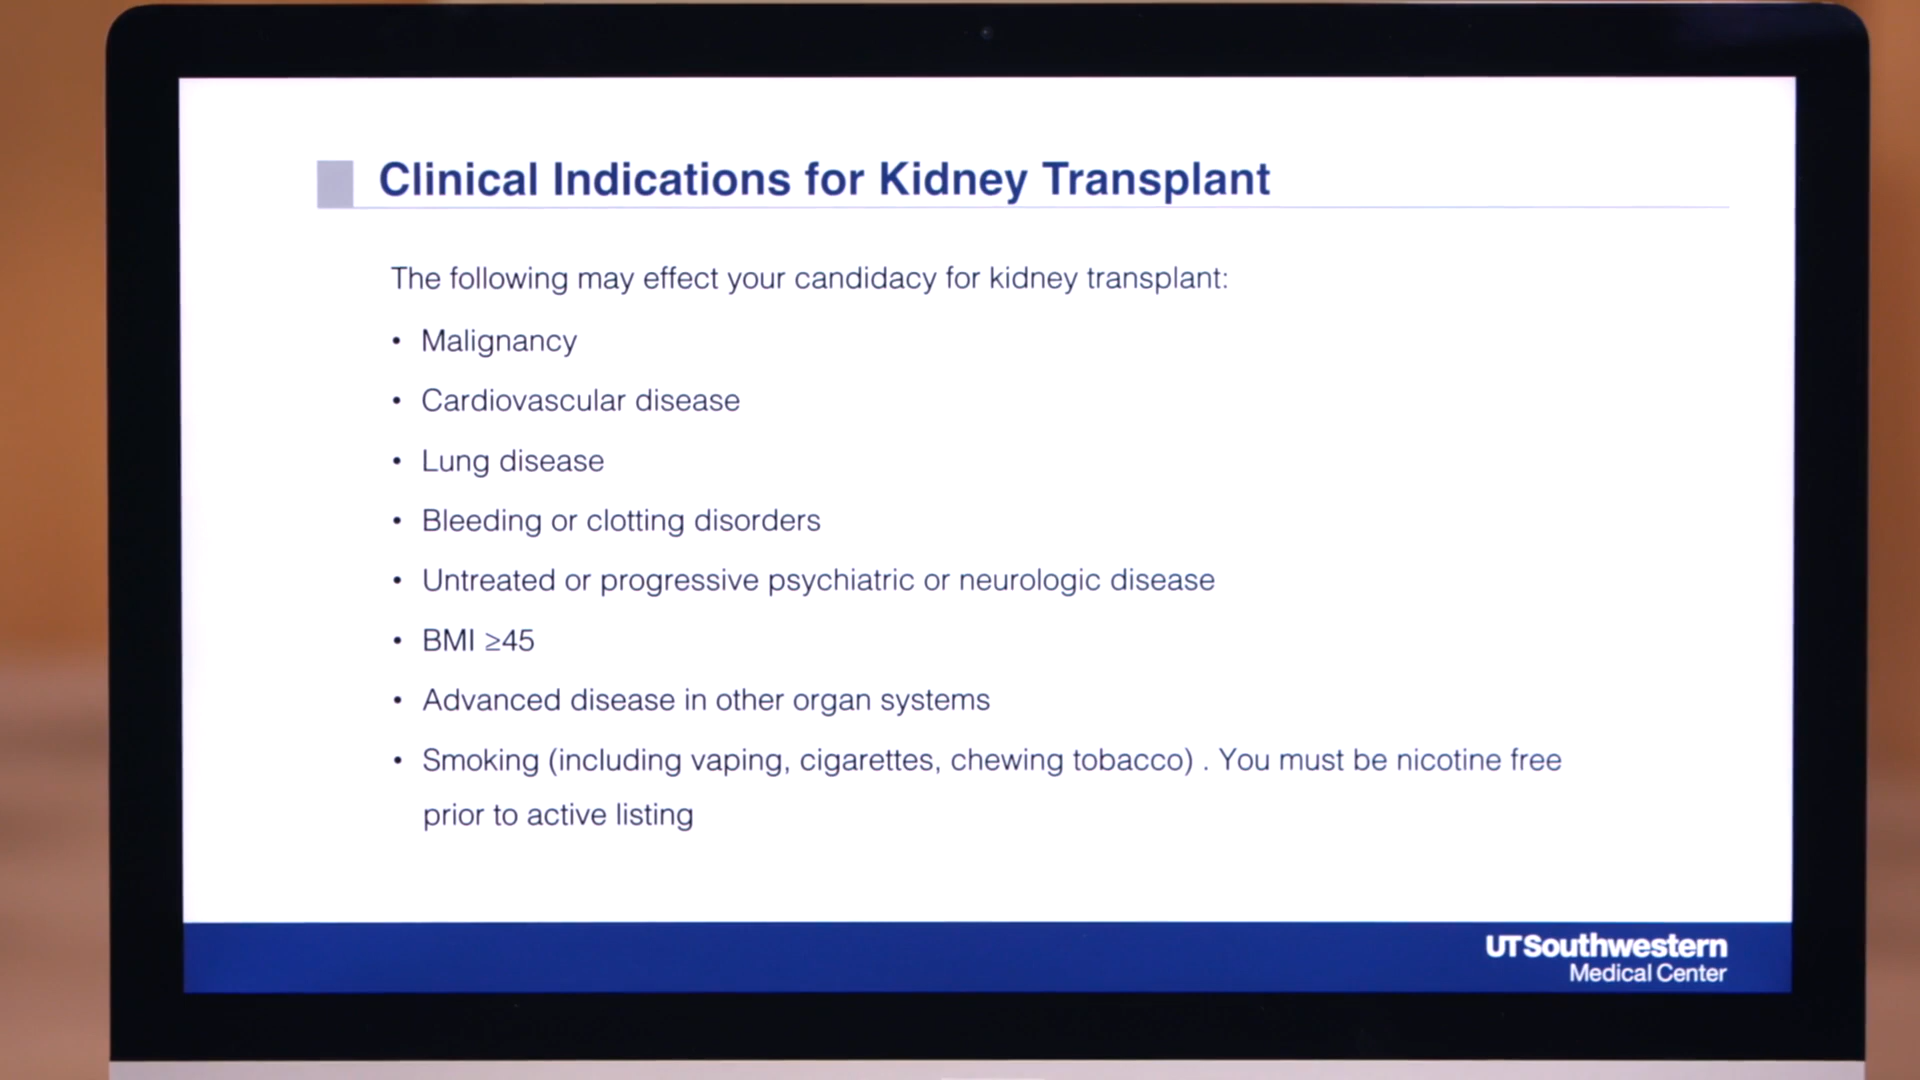 Clinical Indications for Kidney Transplant
The following may effect your candidacy for kidney transplant:
• Malignancy
• Cardiovascular disease
• Lung disease
• Bleeding or clotting disorders
• Untreated or progressive psychiatric or neurologic disease
• BMI ≥45
• Advanced disease in other organ systems
• Smoking (including vaping, cigarettes, chewing tobacco) . You must be nicotine free
prior to active listing
UTSouthwestern
Medical Center